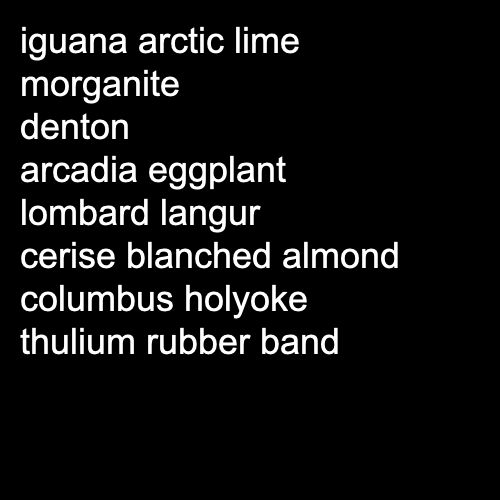 iguana arctic lime
morganite
denton
arcadia eggplant
lombard langur
cerise blanched almond
columbus holyoke
thulium rubber band